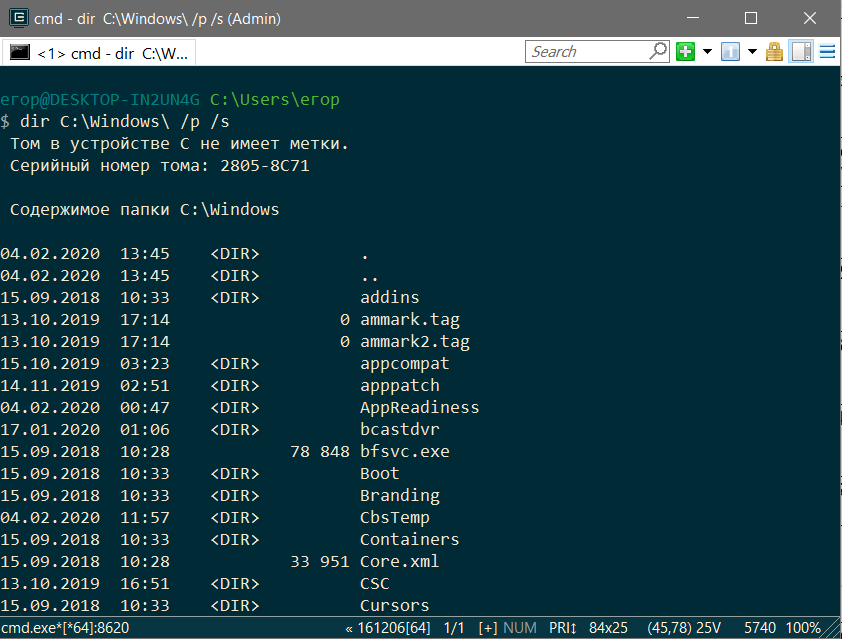 cmd - dir  C:\Windows\ /p /s (Admin)
<1> cmd - dir  C:\W...
Search
егор@DESKTOP-IN2UN4G C:\Users\егор
$ dir C:\Windows\ /p /s
Том в устройстве C не имеет метки.
Серийный номер тома: 2805-8C71
Содержимое папки C:\Windows
04.02.2020  13:45    <DIR>          .
04.02.2020  13:45    <DIR>          ..
15.09.2018  10:33    <DIR>          addins
13.10.2019  17:14                 0 ammark.tag
13.10.2019  17:14                 0 ammark2.tag
15.10.2019  03:23    <DIR>          appcompat
14.11.2019  02:51    <DIR>          apppatch
04.02.2020  00:47    <DIR>          AppReadiness
17.01.2020  01:06    <DIR>          bcastdvr
15.09.2018  10:28            78 848 bfsvc.exe
15.09.2018  10:33    <DIR>          Boot
15.09.2018  10:33    <DIR>          Branding
04.02.2020  11:57    <DIR>          CbsTemp
15.09.2018  10:33    <DIR>          Containers
15.09.2018  10:28            33 951 Core.xml
13.10.2019  16:51    <DIR>          CSC
15.09.2018  10:33    <DIR>          Cursors
cmd.exe*[*64]:8620 « 161206[64] 1/1 [+] NUM PRI↕ 84x25 (45,78) 25V 5740 100%